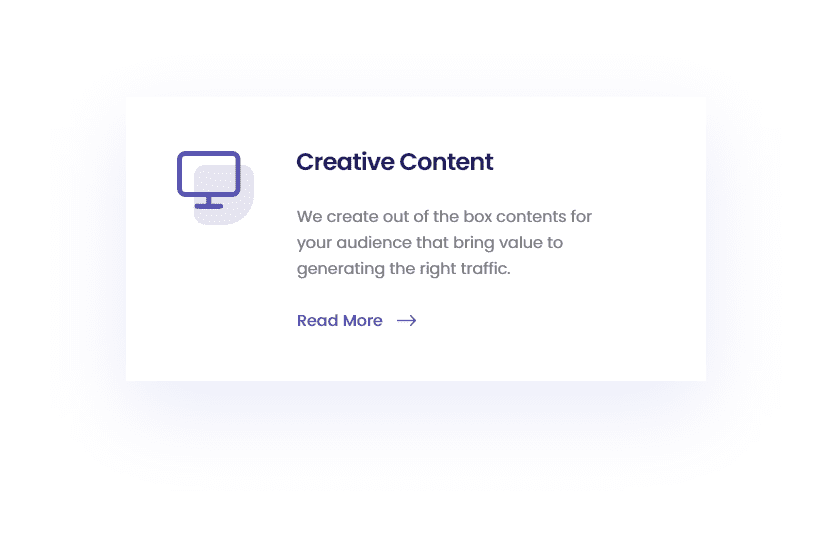 Creative Content
We create out of the box contents for
your audience that bring value to
generating the right traffic.
Read More